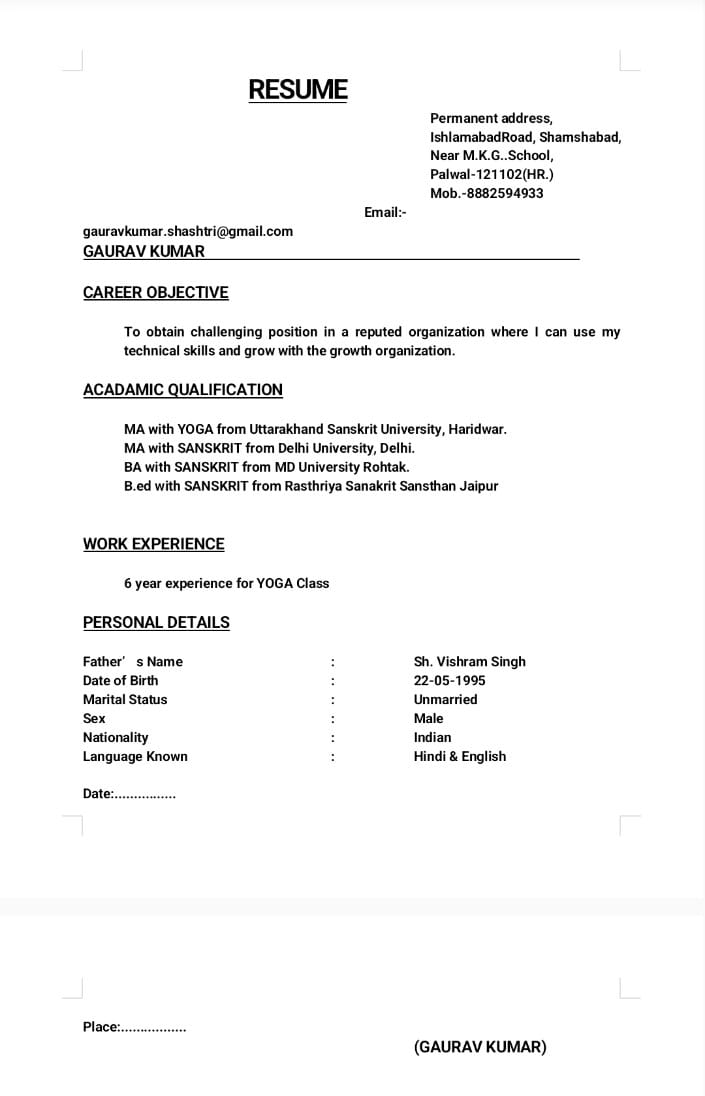 RESUME
Permanent address,
IshlamabadRoad, Shamshabad,
Near M.K.G..School,
Palwal-121102(HR.)
Mob.-8882594933
Email:-
gauravkumar.shashtri@gmail.com
GAURAV KUMAR
CAREER OBJECTIVE
To obtain challenging position in a reputed organization where I can use my
technical skills and grow with the growth organization.
ACADAMIC QUALIFICATION
MA with YOGA from Uttarakhand Sanskrit University, Haridwar.
MA with SANSKRIT from Delhi University, Delhi.
BA with SANSKRIT from MD University Rohtak.
B.ed with SANSKRIT from Rasthriya Sanakrit Sansthan Jaipur
WORK EXPERIENCE
6 year experience for YOGA Class
PERSONAL DETAILS
Father’ s Name : Sh. Vishram Singh
Date of Birth : 22-05-1995
Marital Status : Unmarried
Sex : Male
Nationality : Indian
Language Known : Hindi & English
Date:................
Place:.................
(GAURAV KUMAR)